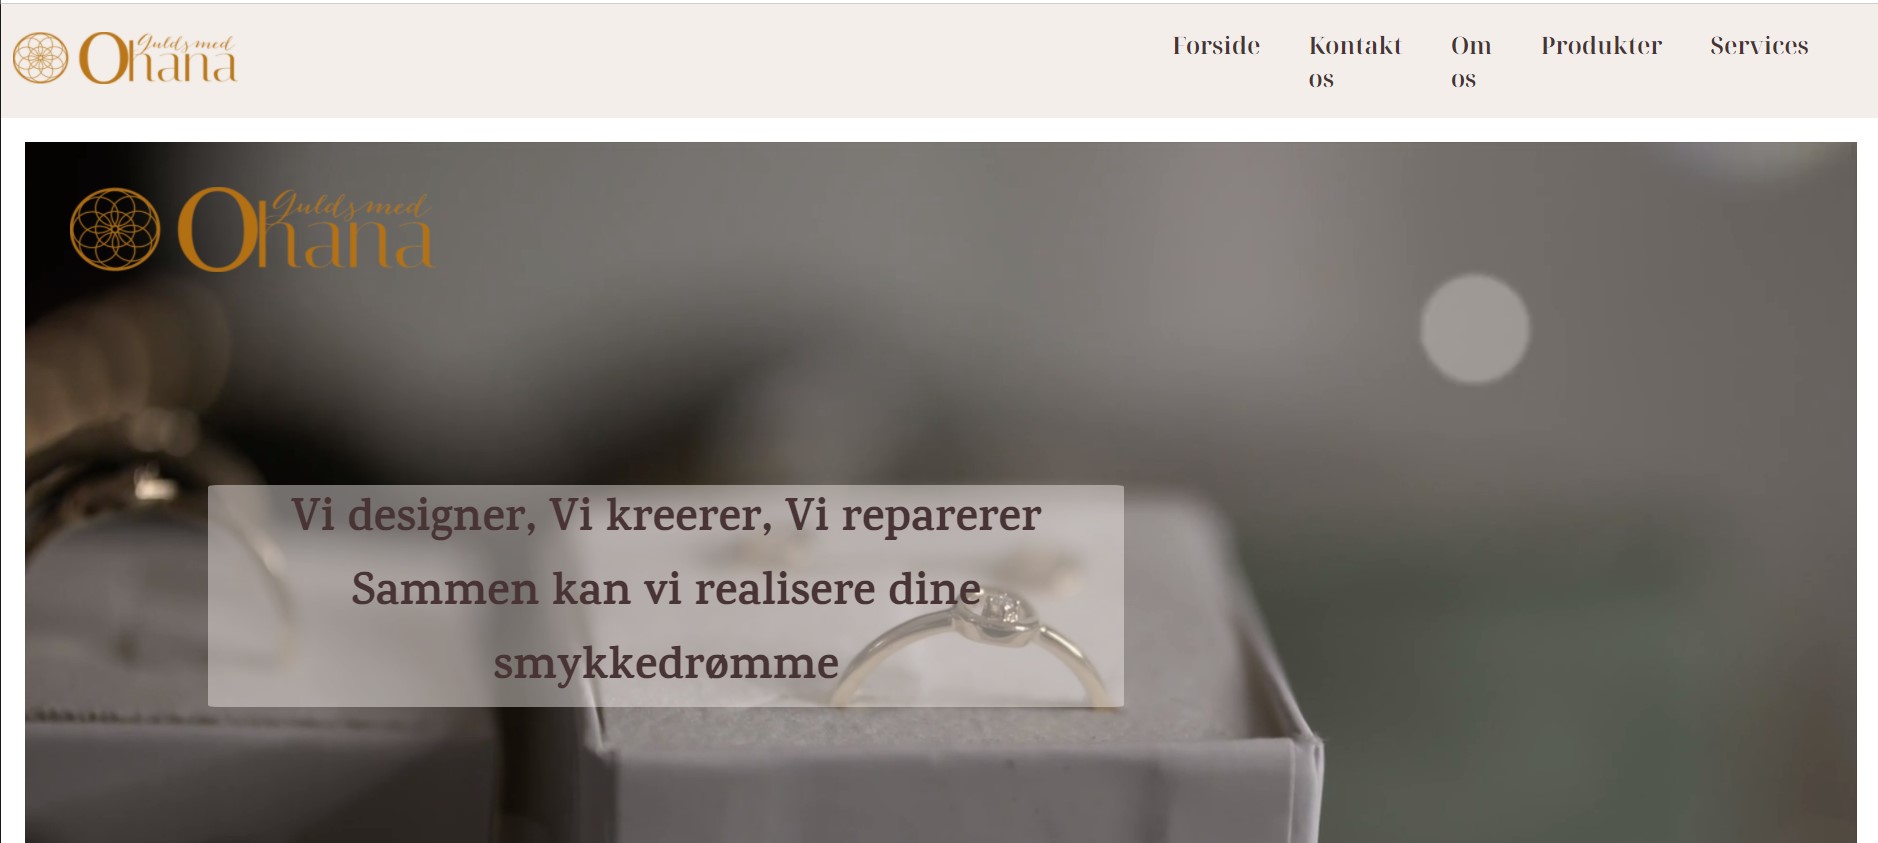 Guldsmed
Ohana
Forside Kontakt os Om os Produkter Services
Guldsmed
Ohana
Vi designer, Vi kreerer, Vi reparerer
Sammen kan vi realisere dine
smykkedrømme